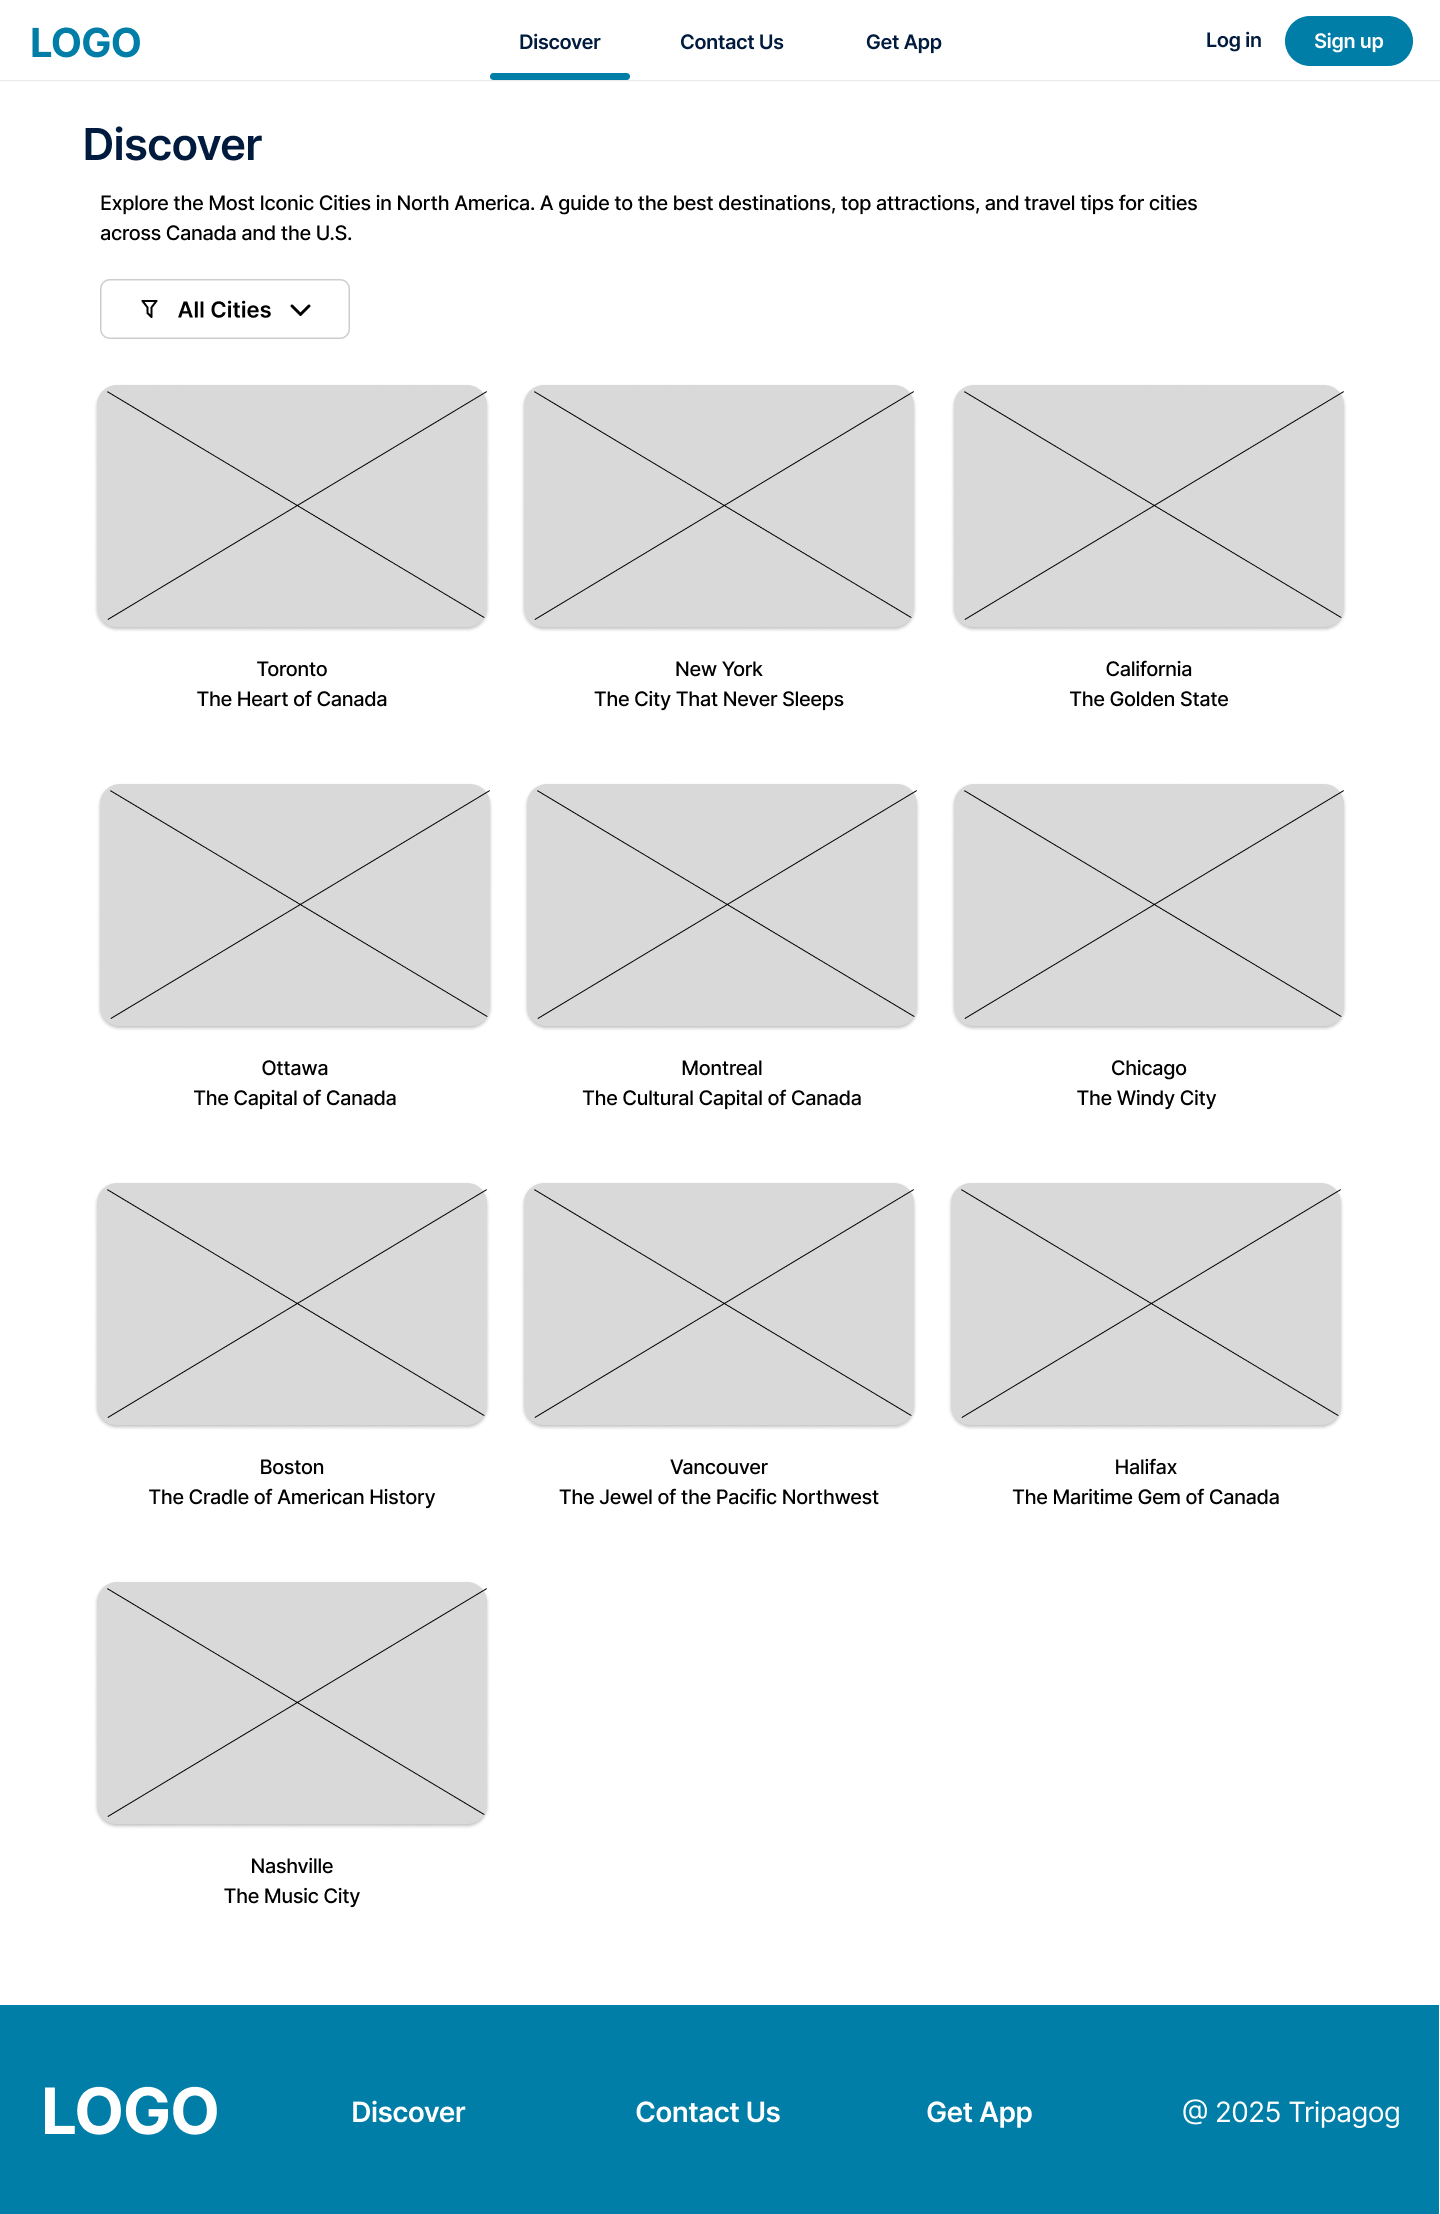 LOGO Discover Contact Us Get App Log in Sign up
Discover
Explore the Most Iconic Cities in North America. A guide to the best destinations, top attractions, and travel tips for cities
across Canada and the U.S.
All Cities
Toronto
The Heart of Canada
New York
The City That Never Sleeps
California
The Golden State
Ottawa
The Capital of Canada
Montreal
The Cultural Capital of Canada
Chicago
The Windy City
Boston
The Cradle of American History
Vancouver
The Jewel of the Pacific Northwest
Halifax
The Maritime Gem of Canada
Nashville
The Music City
LOGO Discover Contact Us Get App @ 2025 Tripagog